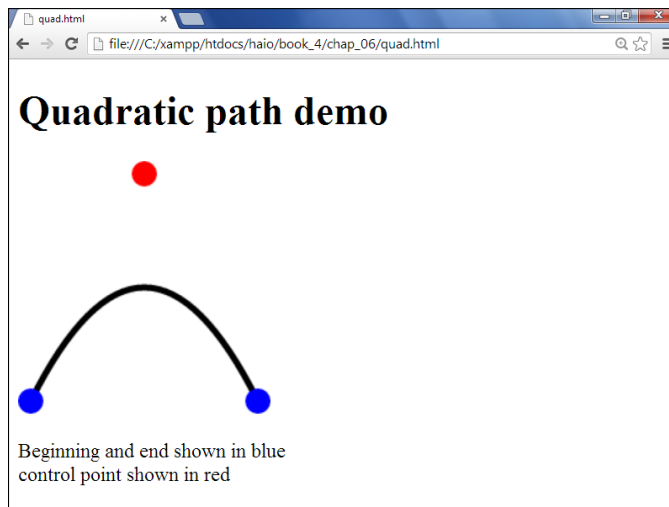 quad.html
file:///C:/xampp/htdocs/haio/book_4/chap_06/quad.html
Quadratic path demo
Beginning and end shown in blue
control point shown in red